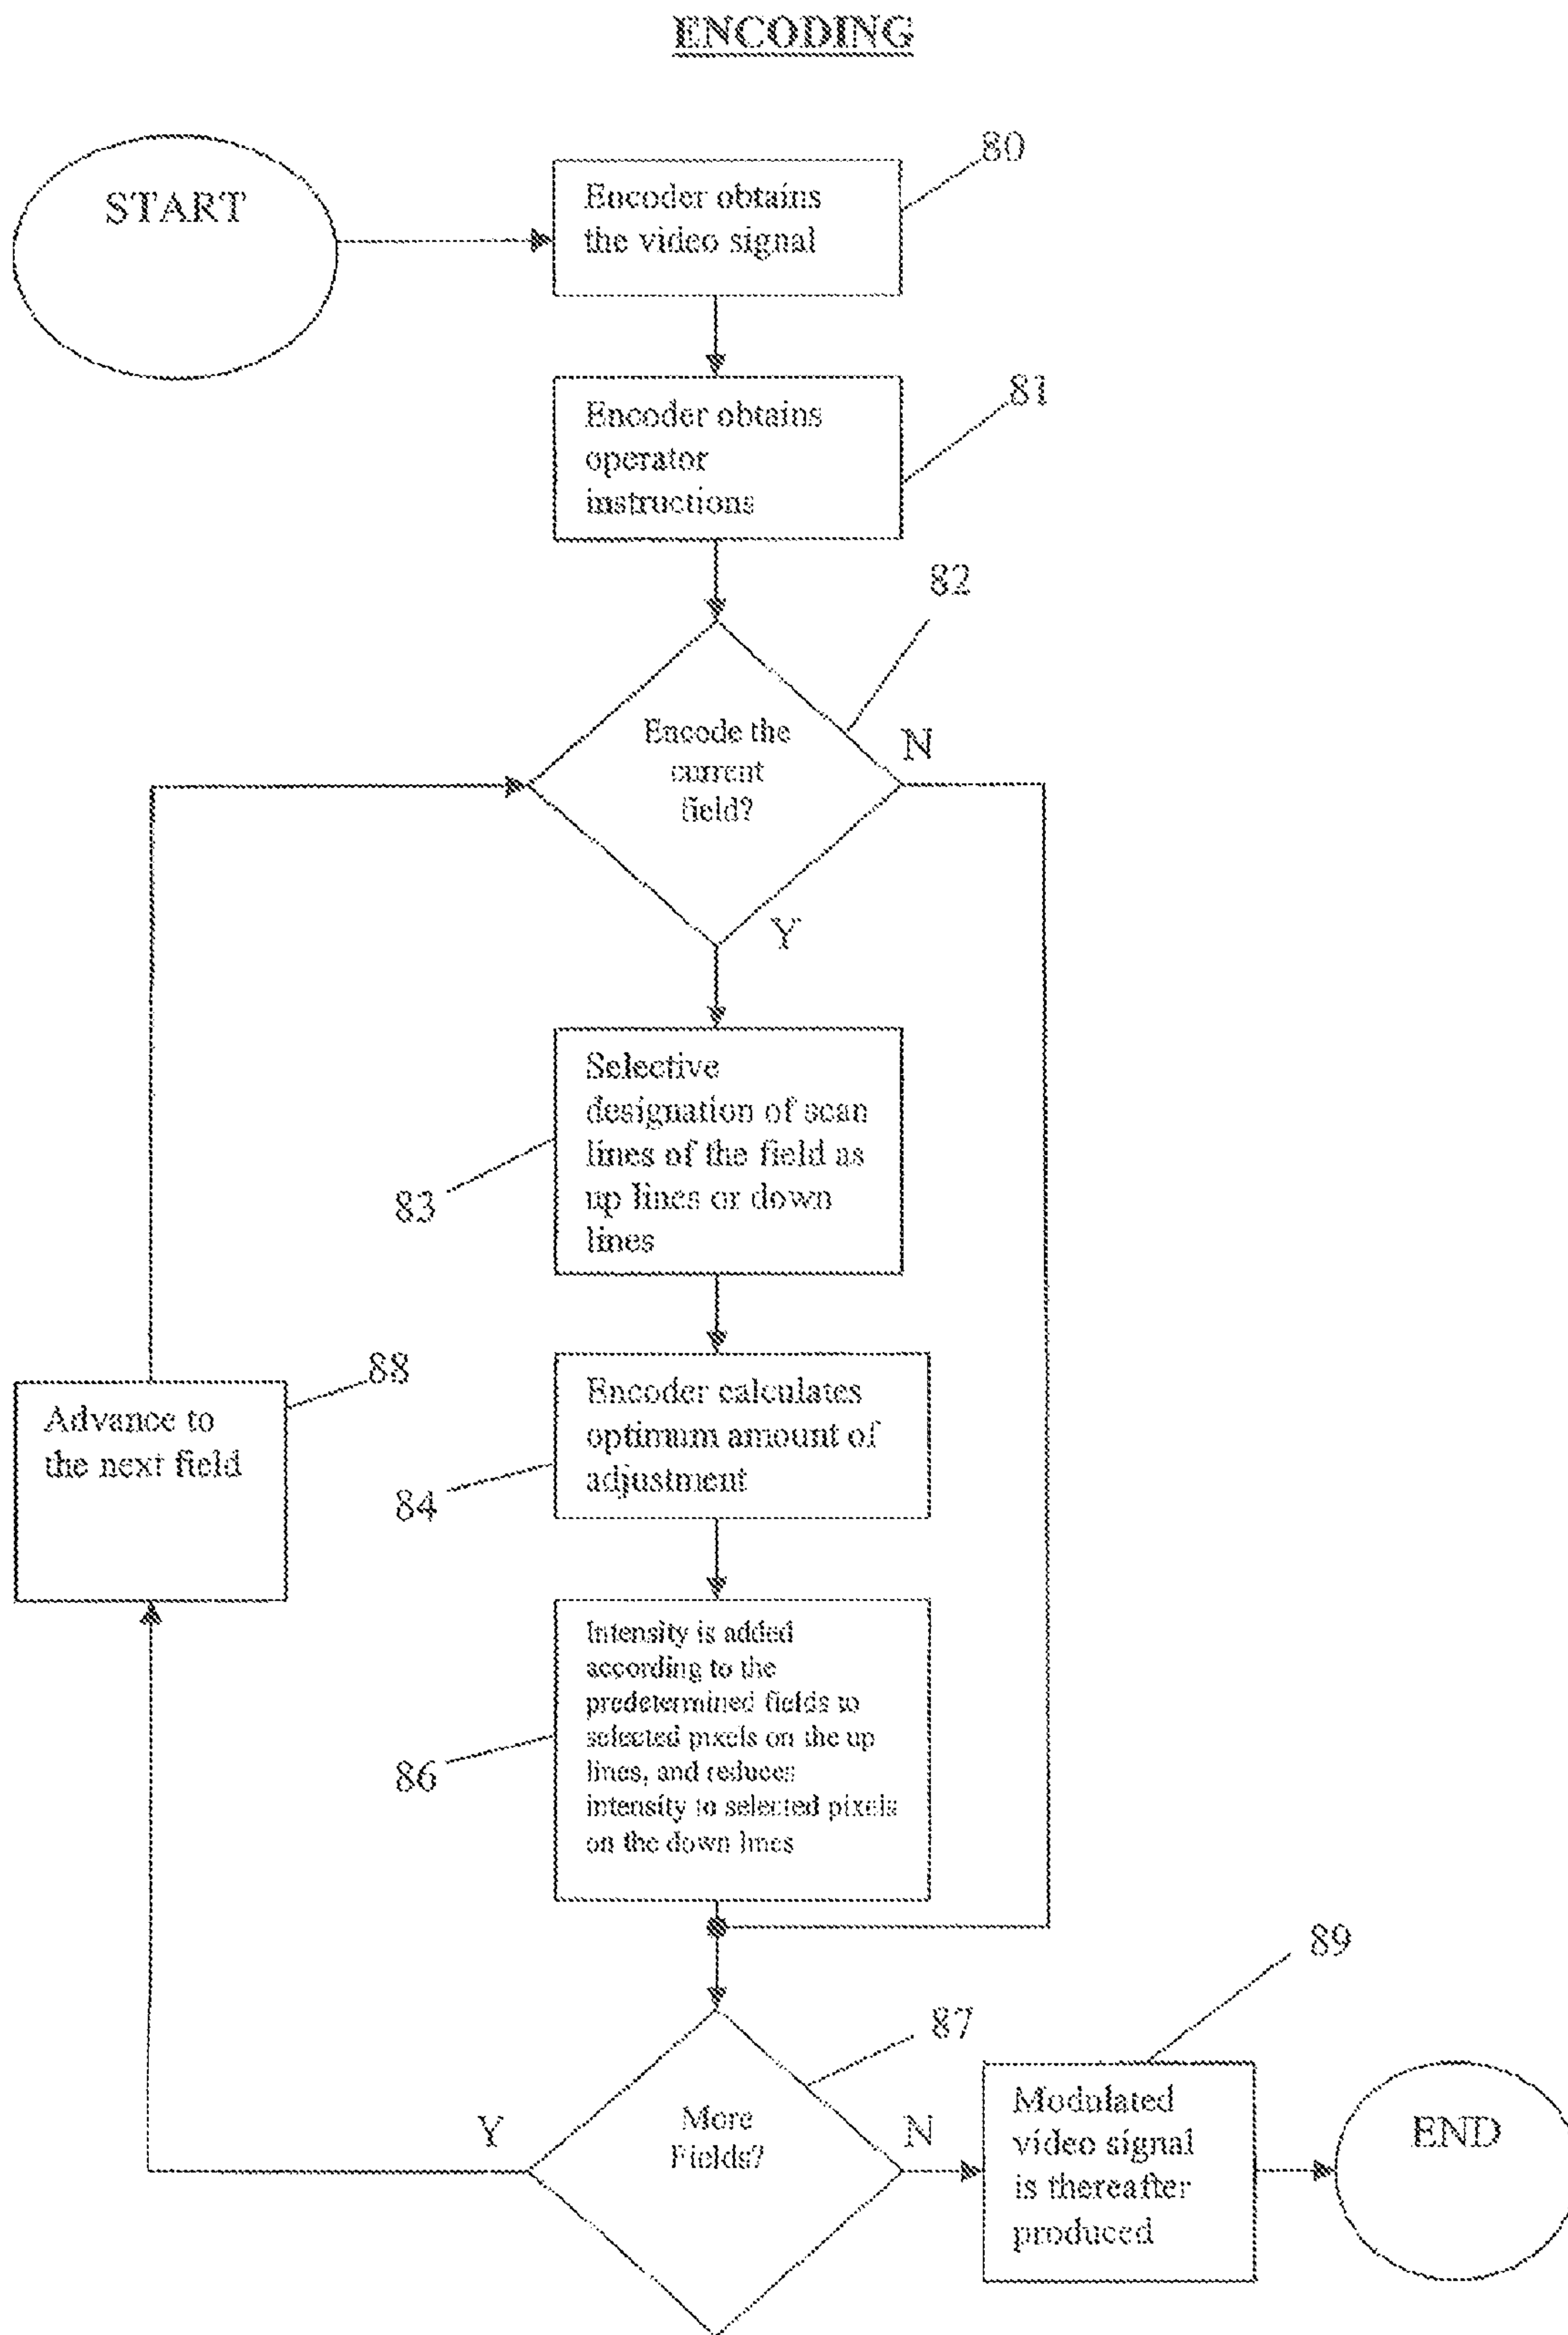 ENCODING
START
80
Encoder obtains
the video signal
81
Encoder obtains
operator
instructions
82
Encode the
current
field?
N
Y
83
Selective
designation of scan
lines of the field as
up lines or down
lines
88
Advance to
the next field
84
Encoder calculates
optimum amount of
adjustment
86
Intensity is added
according to the
predetermined fields to
selected pixels on the up
lines, and reduces
intensity to selected pixels
on the down lines
87
More
Fields?
Y
N
89
Modulated
video signal
is thereafter
produced
END